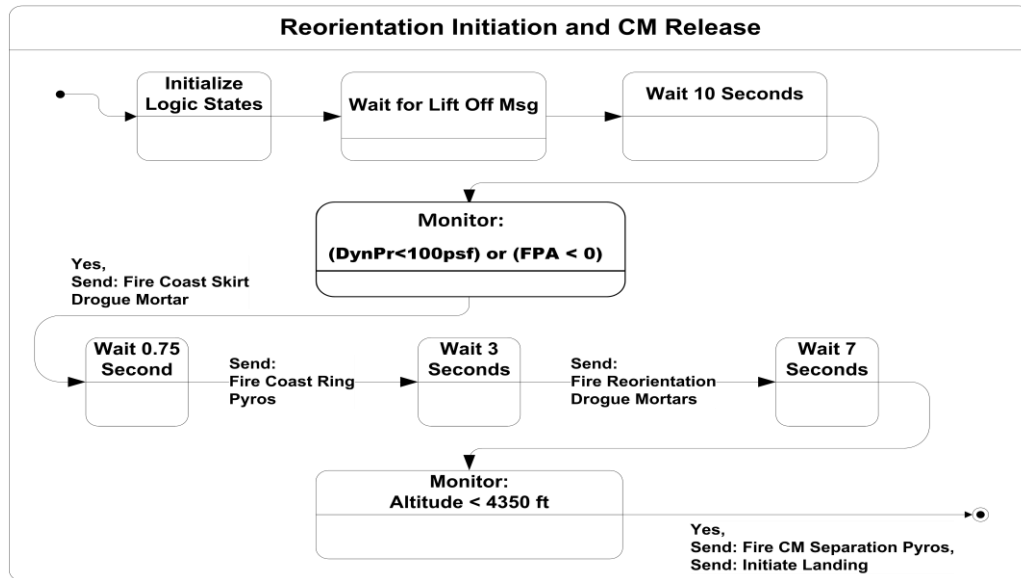 Reorientation Initiation and CM Release
Initialize
Logic States
Wait for Lift Off Msg
Wait 10 Seconds
Monitor:
(DynPr<100psf) or (FPA < 0)
Yes,
Send: Fire Coast Skirt
Drogue Mortar
Wait 0.75
Second
Send:
Fire Coast Ring
Pyros
Wait 3
Seconds
Send:
Fire Reorientation
Drogue Mortars
Wait 7
Seconds
Monitor:
Altitude < 4350 ft
Yes,
Send: Fire CM Separation Pyros,
Send: Initiate Landing